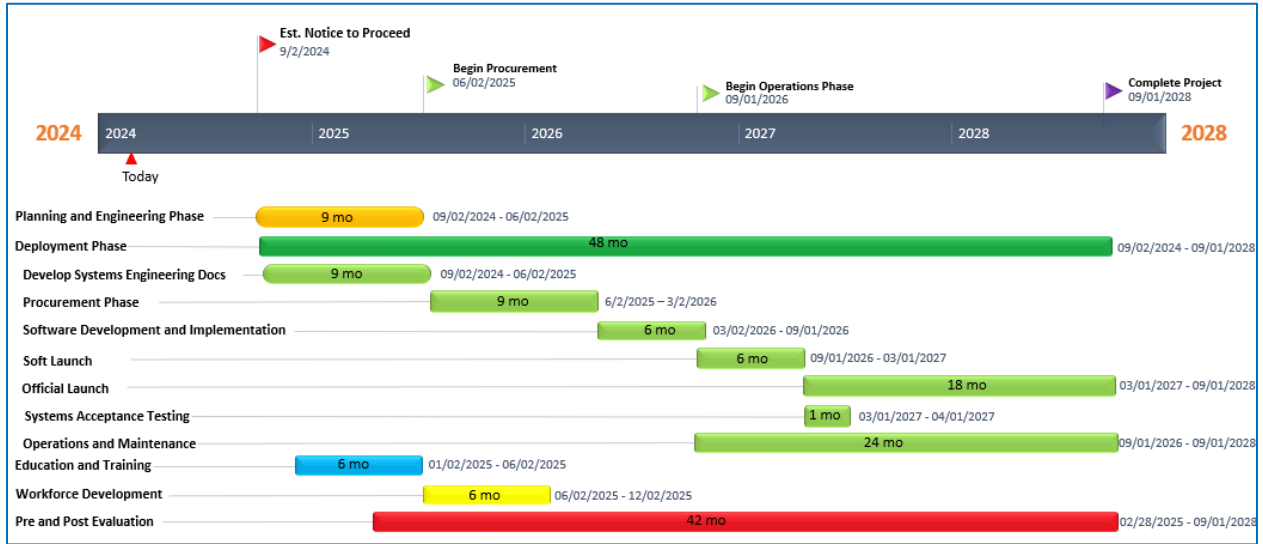 Est. Notice to Proceed
9/2/2024
Begin Procurement
06/02/2025
Begin Operations Phase
09/01/2026
Complete Project
09/01/2028
2024 2024 2025 2026 2027 2028 2028
Today
Planning and Engineering Phase 9 mo 09/02/2024 - 06/02/2025
Deployment Phase 48 mo 09/02/2024 - 09/01/2028
Develop Systems Engineering Docs 9 mo 09/02/2024 - 06/02/2025
Procurement Phase 9 mo 6/2/2025 – 3/2/2026
Software Development and Implementation 6 mo 03/02/2026 - 09/01/2026
Soft Launch 6 mo 09/01/2026 - 03/01/2027
Official Launch 18 mo 03/01/2027 - 09/01/2028
Systems Acceptance Testing 1 mo 03/01/2027 - 04/01/2027
Operations and Maintenance 24 mo 09/01/2026 - 09/01/2028
Education and Training 6 mo 01/02/2025 - 06/02/2025
Workforce Development 6 mo 06/02/2025 - 12/02/2025
Pre and Post Evaluation 42 mo 02/28/2025 - 09/01/2028